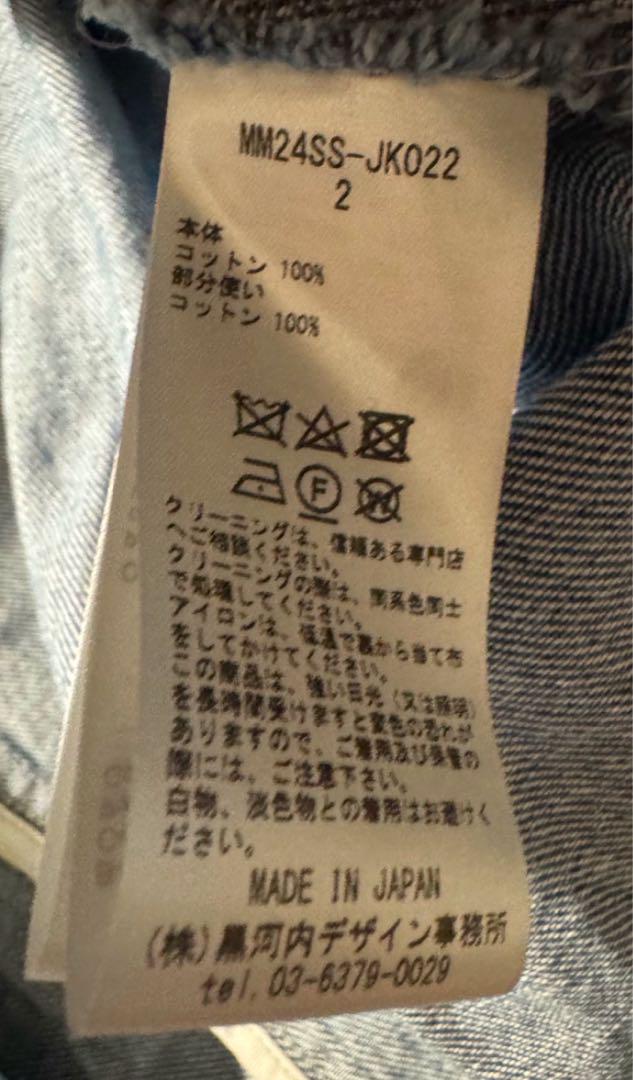 MM24SS-JK022
2
本体
コットン 100%
部分使い
コットン 100%
F
W
クリーニングは、信頼ある専門店
へご相談ください。
クリーニングの際は、同系色同士
で処理してください。
アイロンは、低温で裏から当て布
をしてかけてください。
この商品は、強い日光(又は照明)
を長時間受けますと変色の恐れが
ありますので、ご着用及び保管の
際には、ご注意下さい。
白物、淡色物との着用はお避けく
ださい。
MADE IN JAPAN
(株)黒河内デザイン事務所
tel. 03-6379-0029